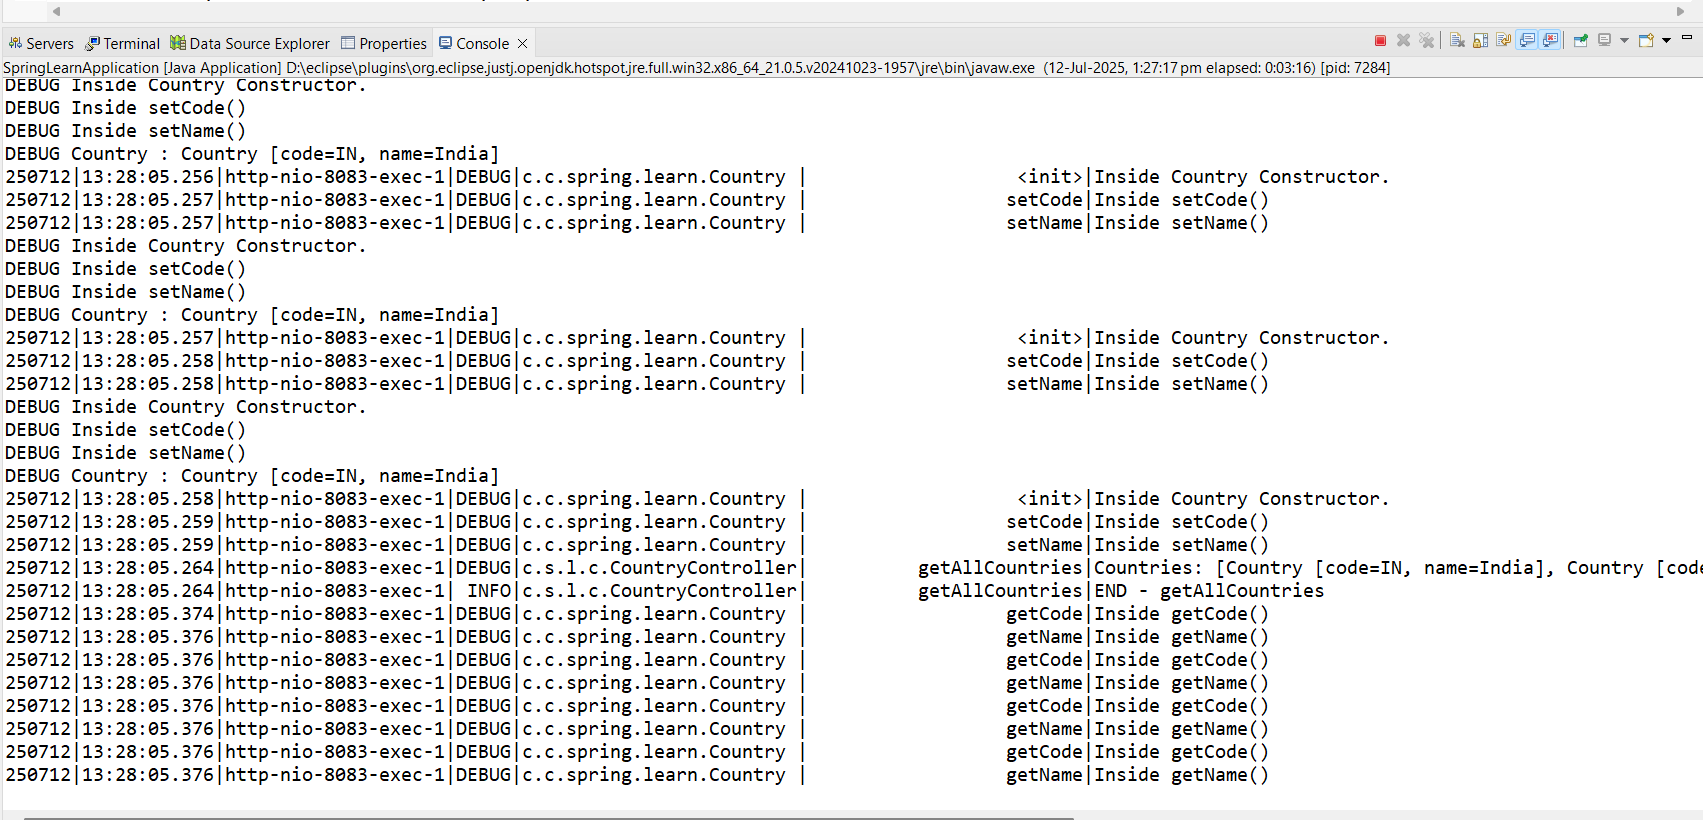 Servers Terminal Data Source Explorer Properties Console
SpringLearnApplication [Java Application] D:\eclipse\plugins\org.eclipse.justj.openjdk.hotspot.jre.full.win32.x86_64_21.0.5.v20241023-1957\jre\bin\javaw.exe (12-Jul-2025, 1:27:17 pm elapsed: 0:03:16) [pid: 7284]
DEBUG Inside Country Constructor.
DEBUG Inside setCode()
DEBUG Inside setName()
DEBUG Country : Country [code=IN, name=India]
250712|13:28:05.256|http-nio-8083-exec-1|DEBUG|c.c.spring.learn.Country | <init>|Inside Country Constructor.
250712|13:28:05.257|http-nio-8083-exec-1|DEBUG|c.c.spring.learn.Country | setCode|Inside setCode()
250712|13:28:05.257|http-nio-8083-exec-1|DEBUG|c.c.spring.learn.Country | setName|Inside setName()
DEBUG Inside Country Constructor.
DEBUG Inside setCode()
DEBUG Inside setName()
DEBUG Country : Country [code=IN, name=India]
250712|13:28:05.257|http-nio-8083-exec-1|DEBUG|c.c.spring.learn.Country | <init>|Inside Country Constructor.
250712|13:28:05.258|http-nio-8083-exec-1|DEBUG|c.c.spring.learn.Country | setCode|Inside setCode()
250712|13:28:05.258|http-nio-8083-exec-1|DEBUG|c.c.spring.learn.Country | setName|Inside setName()
DEBUG Inside Country Constructor.
DEBUG Inside setCode()
DEBUG Inside setName()
DEBUG Country : Country [code=IN, name=India]
250712|13:28:05.258|http-nio-8083-exec-1|DEBUG|c.c.spring.learn.Country | <init>|Inside Country Constructor.
250712|13:28:05.259|http-nio-8083-exec-1|DEBUG|c.c.spring.learn.Country | setCode|Inside setCode()
250712|13:28:05.259|http-nio-8083-exec-1|DEBUG|c.c.spring.learn.Country | setName|Inside setName()
250712|13:28:05.264|http-nio-8083-exec-1|DEBUG|c.s.l.c.CountryController| getAllCountries|Countries: [Country [code=IN, name=India], Country [cod
250712|13:28:05.264|http-nio-8083-exec-1| INFO|c.s.l.c.CountryController| getAllCountries|END - getAllCountries
250712|13:28:05.374|http-nio-8083-exec-1|DEBUG|c.c.spring.learn.Country | getCode|Inside getCode()
250712|13:28:05.376|http-nio-8083-exec-1|DEBUG|c.c.spring.learn.Country | getName|Inside getName()
250712|13:28:05.376|http-nio-8083-exec-1|DEBUG|c.c.spring.learn.Country | getCode|Inside getCode()
250712|13:28:05.376|http-nio-8083-exec-1|DEBUG|c.c.spring.learn.Country | getName|Inside getName()
250712|13:28:05.376|http-nio-8083-exec-1|DEBUG|c.c.spring.learn.Country | getCode|Inside getCode()
250712|13:28:05.376|http-nio-8083-exec-1|DEBUG|c.c.spring.learn.Country | getName|Inside getName()
250712|13:28:05.376|http-nio-8083-exec-1|DEBUG|c.c.spring.learn.Country | getCode|Inside getCode()
250712|13:28:05.376|http-nio-8083-exec-1|DEBUG|c.c.spring.learn.Country | getName|Inside getName()